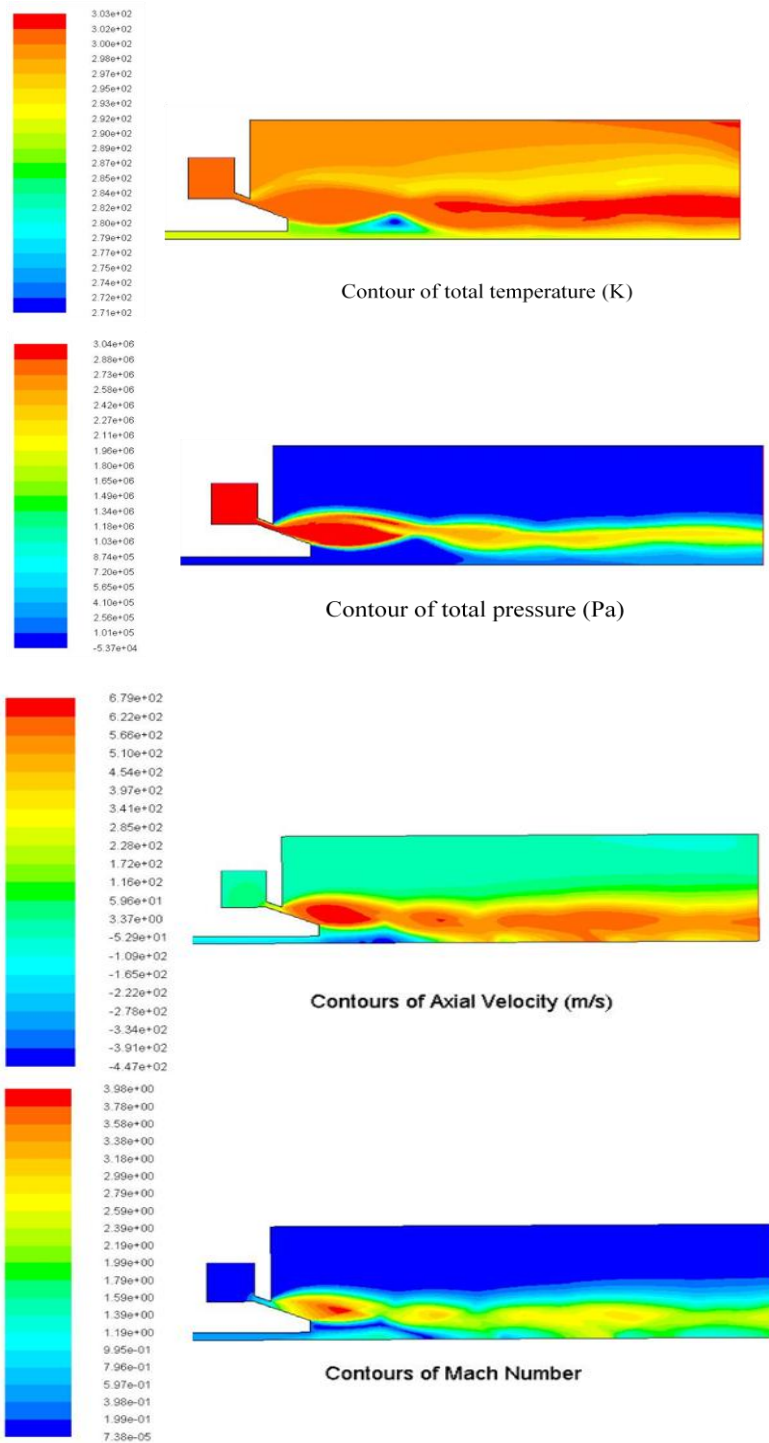 3.03e+02
3.02e+02
3.00e+02
2.98e+02
2.97e+02
2.95e+02
2.93e+02
2.92e+02
2.90e+02
2.89e+02
2.87e+02
2.85e+02
2.84e+02
2.82e+02
2.80e+02
2.79e+02
2.77e+02
2.75e+02
2.74e+02
2.72e+02
2.71e+02
Contour of total temperature (K)
3.04e+06
2.88e+06
2.73e+06
2.58e+06
2.42e+06
2.27e+06
2.11e+06
1.96e+06
1.80e+06
1.65e+06
1.49e+06
1.34e+06
1.18e+06
1.03e+06
8.74e+05
7.20e+05
5.65e+05
4.10e+05
2.56e+05
1.01e+05
-5.37e+04
Contour of total pressure (Pa)
6.79e+02
6.22e+02
5.66e+02
5.10e+02
4.54e+02
3.97e+02
3.41e+02
2.85e+02
2.28e+02
1.72e+02
1.16e+02
5.96e+01
3.37e+00
-5.29e+01
-1.09e+02
-1.65e+02
-2.22e+02
-2.78e+02
-3.34e+02
-3.91e+02
-4.47e+02
Contours of Axial Velocity (m/s)
3.98e+00
3.78e+00
3.58e+00
3.38e+00
3.18e+00
2.99e+00
2.79e+00
2.59e+00
2.39e+00
2.19e+00
1.99e+00
1.79e+00
1.59e+00
1.39e+00
1.19e+00
9.95e-01
7.96e-01
5.97e-01
3.98e-01
1.99e-01
7.38e-05
Contours of Mach Number